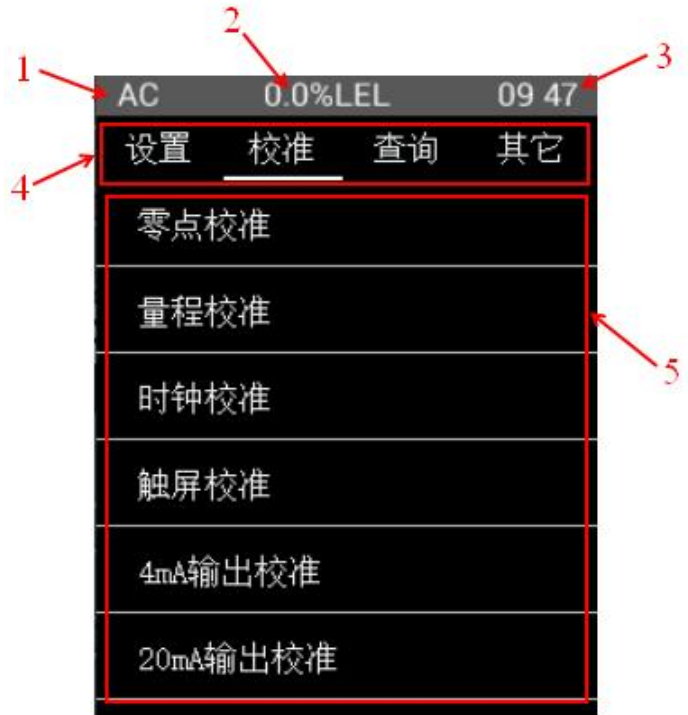 2
1
3
AC 0.0%LEL 09 47
设置 校准 查询 其它
4
零点校准
量程校准
5
时钟校准
触屏校准
4mA输出校准
20mA输出校准